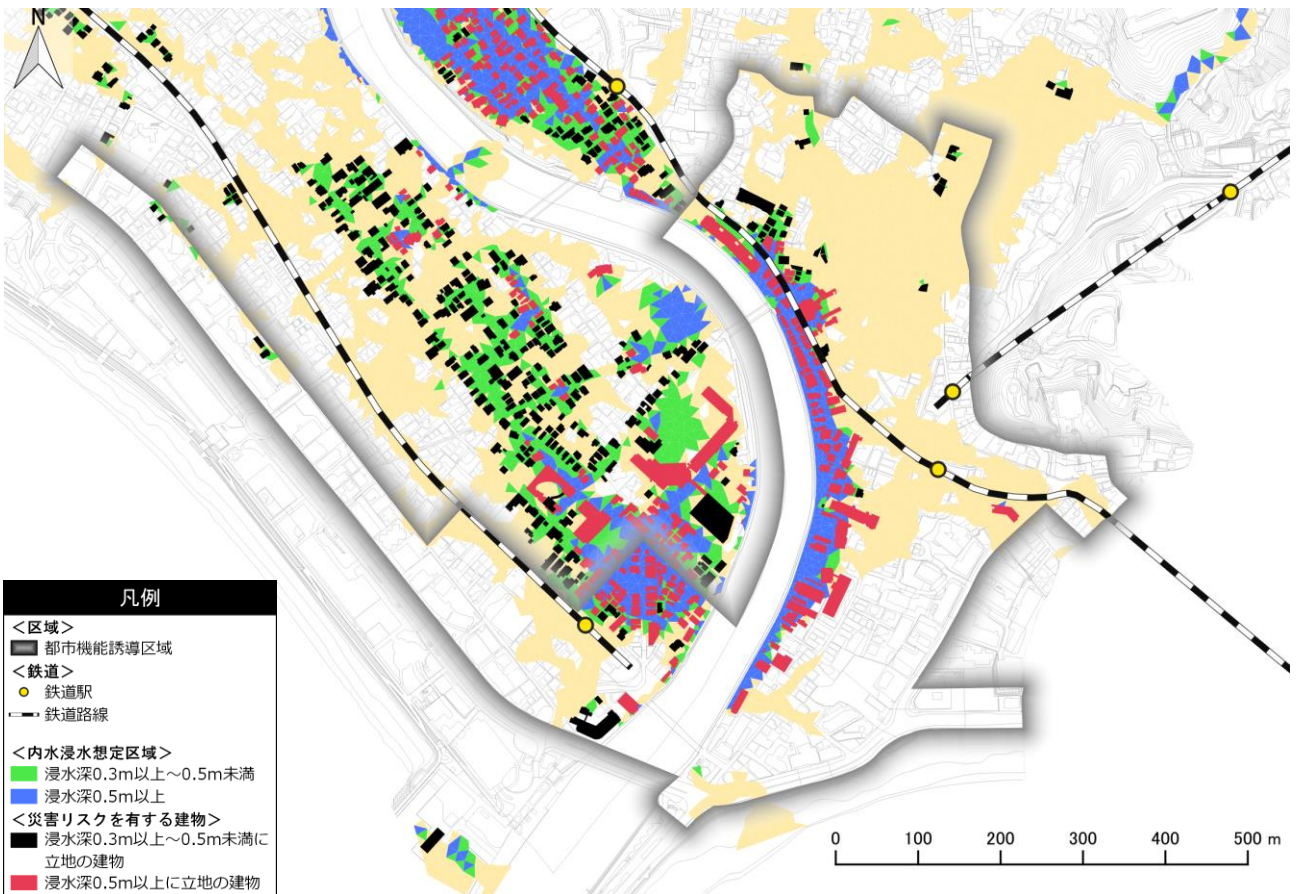 N
凡例
<区域>
都市機能誘導区域
<鉄道>
鉄道駅
鉄道路線
<内水浸水想定区域>
浸水深0.3m以上~0.5m未満
浸水深0.5m以上
<災害リスクを有する建物>
浸水深0.3m以上~0.5m未満に
立地の建物
浸水深0.5m以上に立地の建物
0 100 200 300 400 500 m